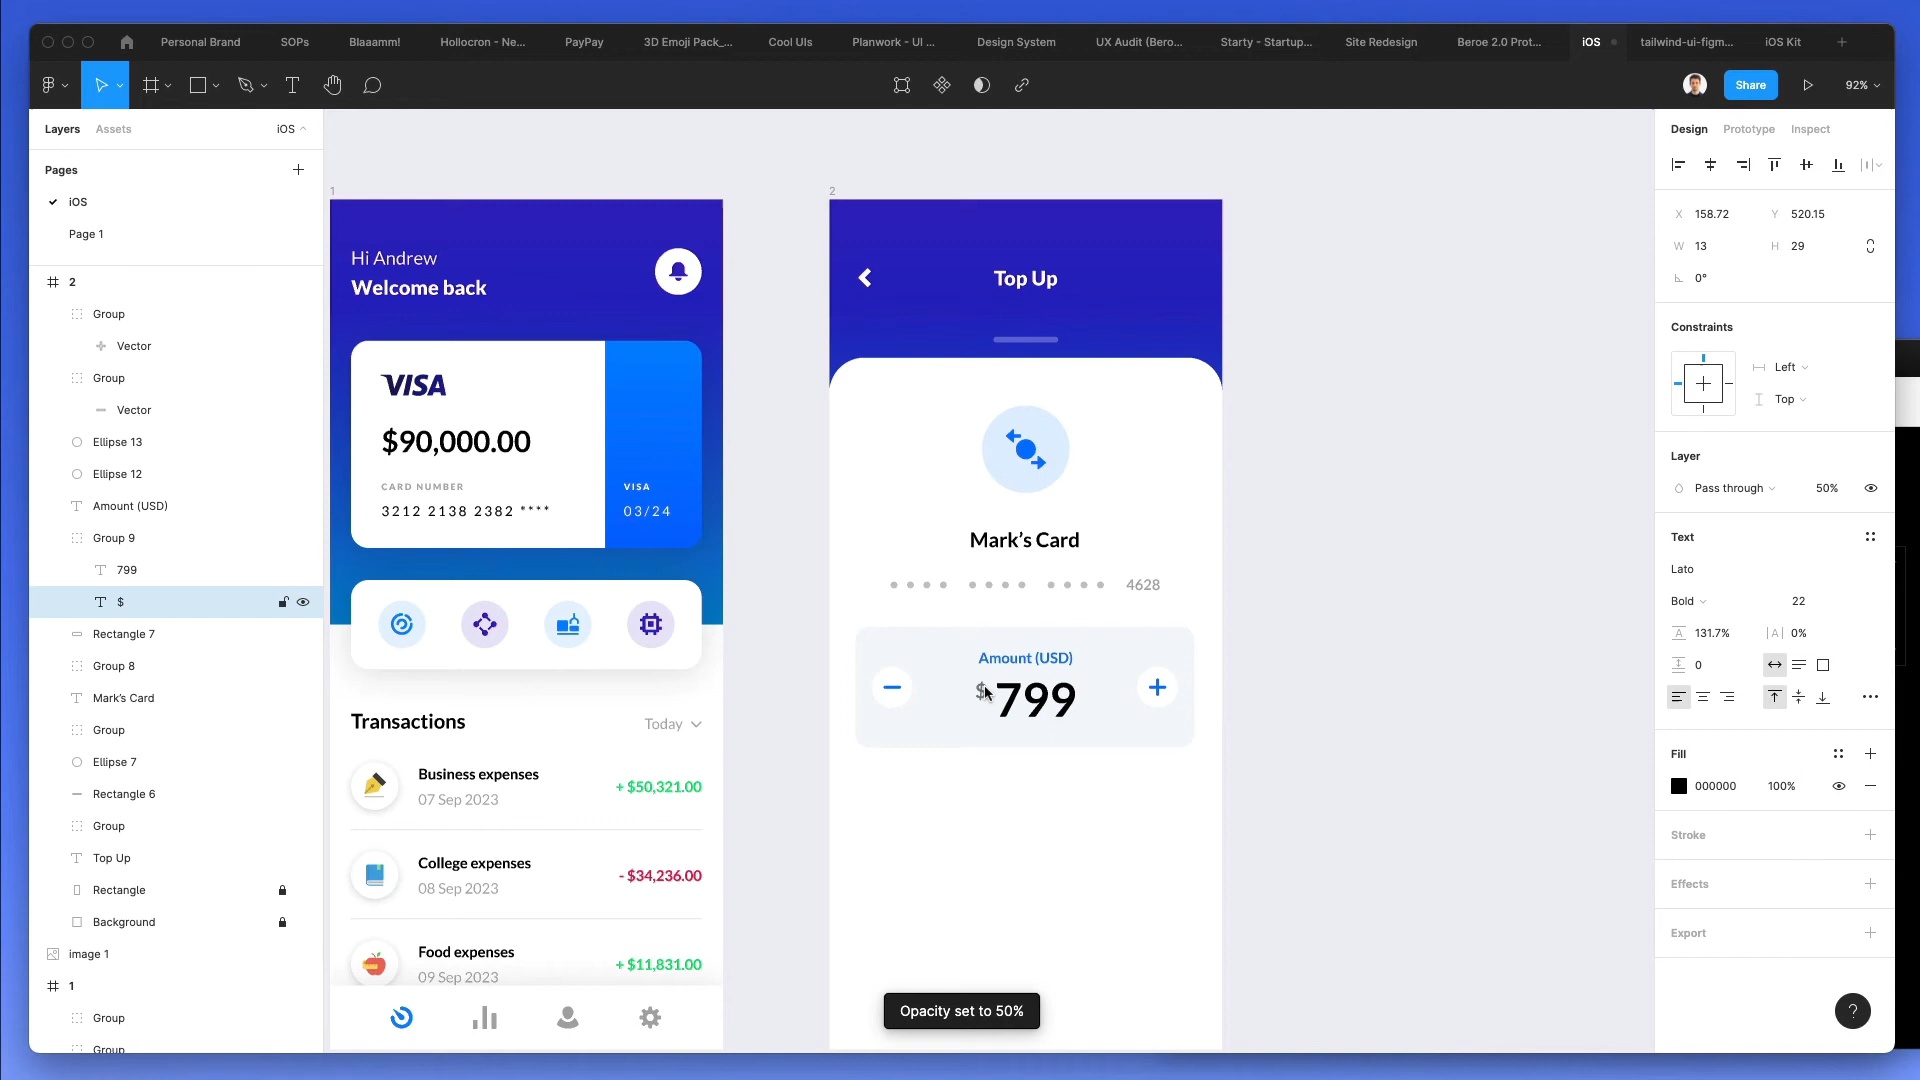 Personal Brand SOPs Blaaamm! Hollocron - Ne... PayPay 3D Emoji Pack_... Cool UIs Planwork - UI ... Design System UX Audit (Bero... Starty - Startup... Site Redesign Beroe 2.0 Prot... iOS tailwind-ui-figm... iOS Kit
Share 92%
Layers Assets iOS
Pages
iOS
Page 1
2
Group
Vector
Group
Vector
Ellipse 13
Ellipse 12
Amount (USD)
Group 9
799
$
Rectangle 7
Group 8
Mark's Card
Group
Ellipse 7
Rectangle 6
Group
Top Up
Rectangle
Background
image 1
1
Group
Group
1
Hi Andrew
Welcome back
VISA
$90,000.00
CARD NUMBER
3212 2138 2382 ****
VISA
03/24
Transactions Today
Business expenses
07 Sep 2023
+ $50,321.00
College expenses
08 Sep 2023
- $34,236.00
Food expenses
09 Sep 2023
+ $11,831.00
2
Top Up
Mark’s Card
4628
Amount (USD)
$799
Opacity set to 50%
Design Prototype Inspect
X 158.72 Y 520.15
W 13 H 29
0°
Constraints
Left
Top
Layer
Pass through 50%
Text
Lato
Bold 22
A 131.7% |A| 0%
0
Fill
000000 100%
Stroke
Effects
Export
?